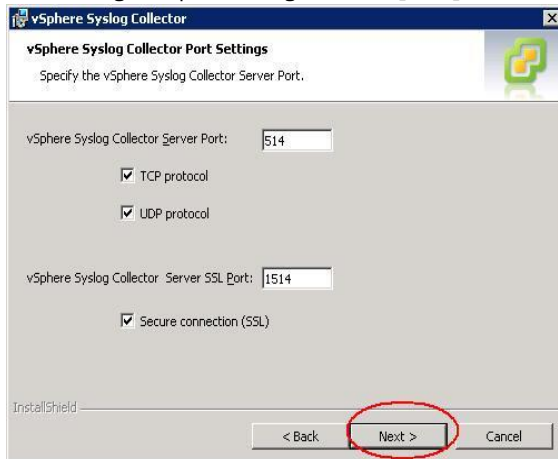 vSphere Syslog Collector
vSphere Syslog Collector Port Settings
Specify the vSphere Syslog Collector Server Port.
vSphere Syslog Collector Server Port: 514
TCP protocol
UDP protocol
vSphere Syslog Collector Server SSL Port: 1514
Secure connection (SSL)
InstallShield
< Back Next > Cancel